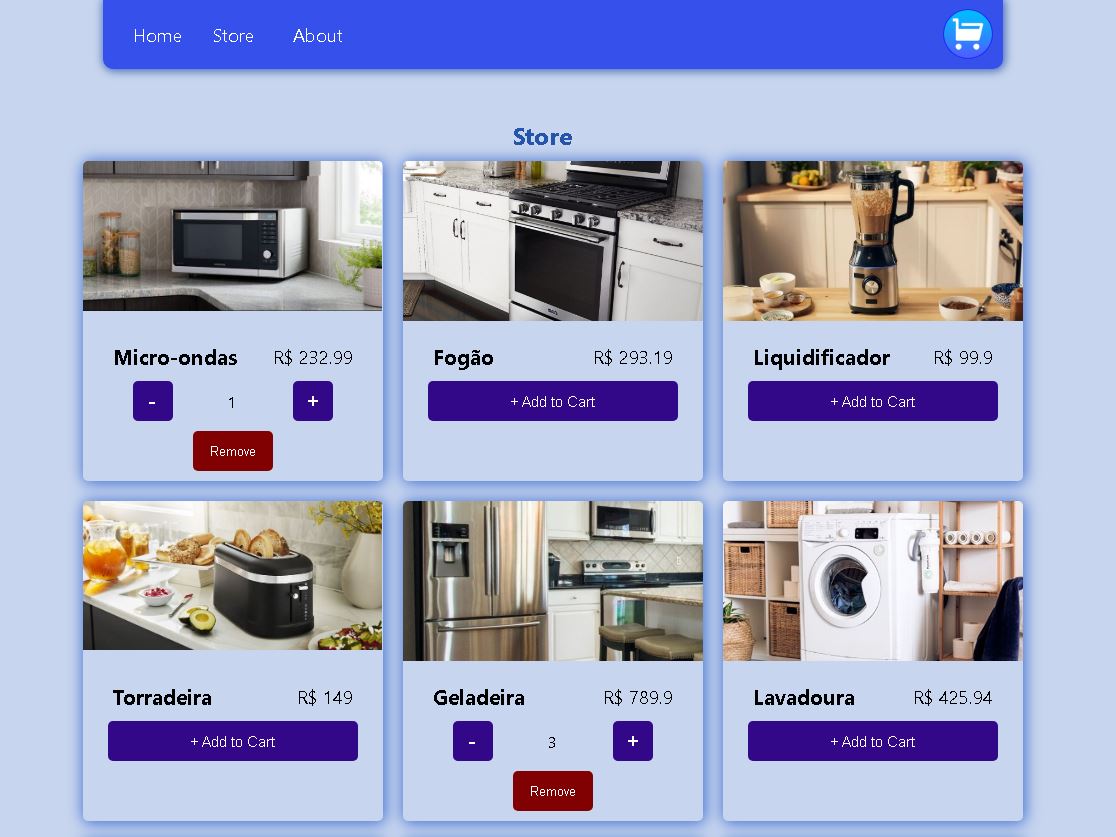 Home Store About
Store
Micro-ondas R$ 232.99
- 1 +
Remove
Fogão R$ 293.19
+ Add to Cart
Liquidificador R$ 99.9
+ Add to Cart
Torradeira R$ 149
+ Add to Cart
Geladeira R$ 789.9
- 3 +
Remove
Lavadoura R$ 425.94
+ Add to Cart